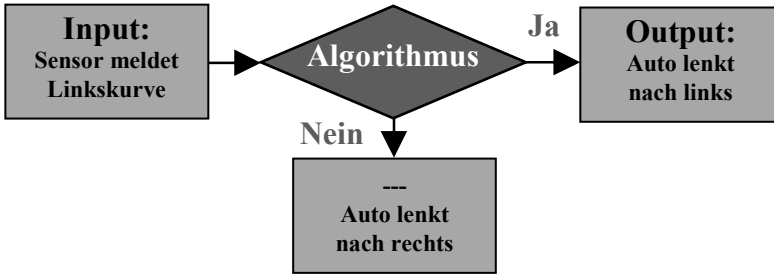 Input:
Sensor meldet
Linkskurve
Algorithmus
Ja
Output:
Auto lenkt
nach links
Nein
---
Auto lenkt
nach rechts